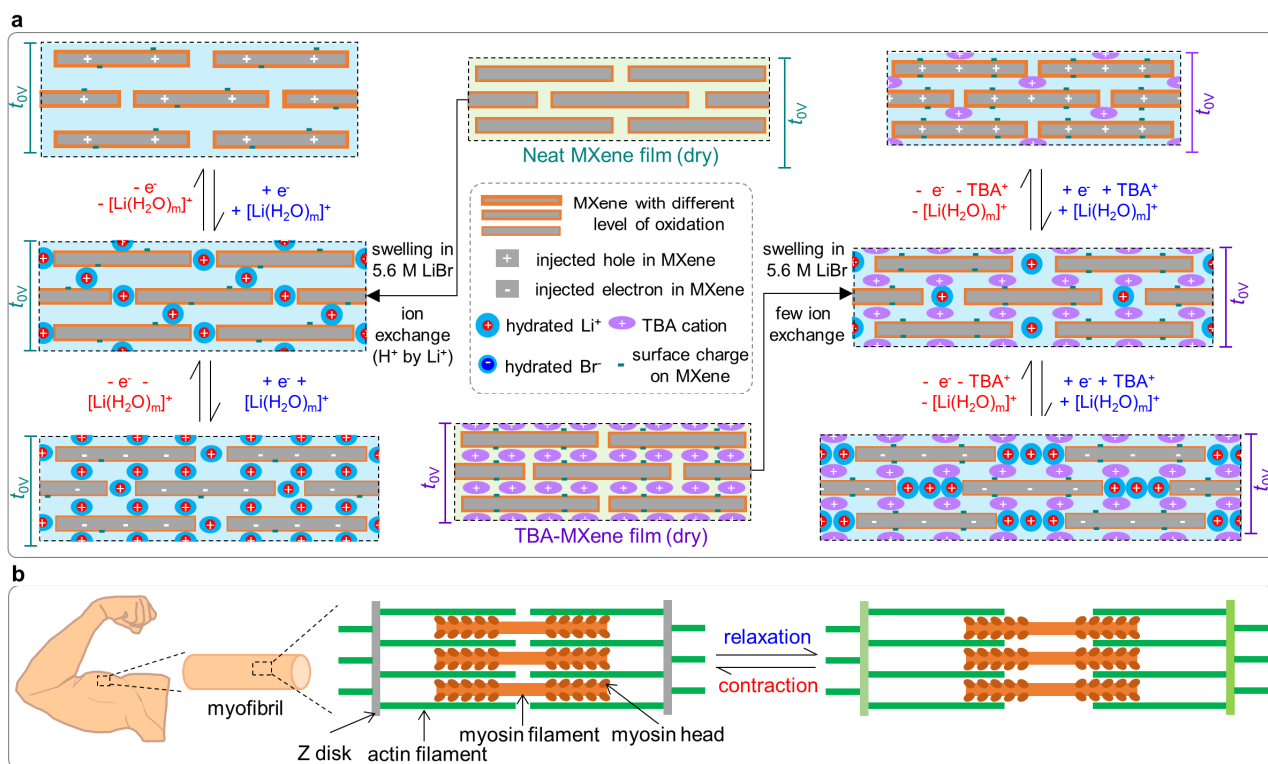 a
t0V
t0V
t0V
Neat MXene film (dry)
- e-
- [Li(H2O)m]+
+ e-
+ [Li(H2O)m]+
- e- - TBA+
- [Li(H2O)m]+
+ e- + TBA+
+ [Li(H2O)m]+
MXene with different
level of oxidation
+ injected hole in MXene
- injected electron in MXene
+ hydrated Li+
+ TBA cation
- hydrated Br-
surface charge
on MXene
t0V
swelling in
5.6 M LiBr
ion
exchange
(H+ by Li+)
swelling in
5.6 M LiBr
few ion
exchange
t0V
- e- -
[Li(H2O)m]+
+ e- +
[Li(H2O)m]+
- e- - TBA+
- [Li(H2O)m]+
+ e- + TBA+
+ [Li(H2O)m]+
t0V
t0V
t0V
TBA-MXene film (dry)
b
myofibril
Z disk
actin filament
myosin filament
myosin head
relaxation
contraction